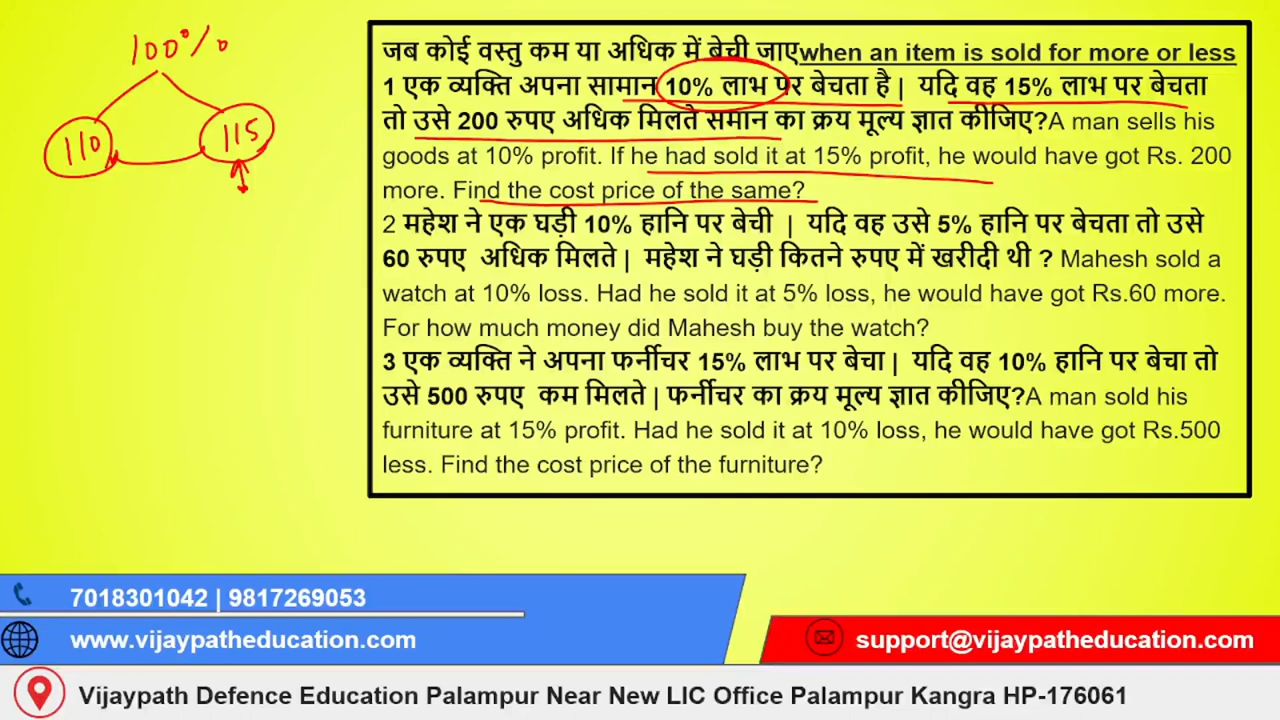 100%
110
115
जब कोई वस्तु कम या अधिक में बेची जाएwhen an item is sold for more or less
1 एक व्यक्ति अपना सामान 10% लाभ पर बेचता है | यदि वह 15% लाभ पर बेचता
तो उसे 200 रुपए अधिक मिलते समान का क्रय मूल्य ज्ञात कीजिए?A man sells his
goods at 10% profit. If he had sold it at 15% profit, he would have got Rs. 200
more. Find the cost price of the same?
2 महेश ने एक घड़ी 10% हानि पर बेची | यदि वह उसे 5% हानि पर बेचता तो उसे
60 रुपए अधिक मिलते | महेश ने घड़ी कितने रुपए में खरीदी थी ? Mahesh sold a
watch at 10% loss. Had he sold it at 5% loss, he would have got Rs.60 more.
For how much money did Mahesh buy the watch?
3 एक व्यक्ति ने अपना फर्नीचर 15% लाभ पर बेचा | यदि वह 10% हानि पर बेचा तो
उसे 500 रुपए कम मिलते | फर्नीचर का क्रय मूल्य ज्ञात कीजिए?A man sold his
furniture at 15% profit. Had he sold it at 10% loss, he would have got Rs.500
less. Find the cost price of the furniture?
7018301042 | 9817269053
www.vijaypatheducation.com
support@vijaypatheducation.com
Vijaypath Defence Education Palampur Near New LIC Office Palampur Kangra HP-176061